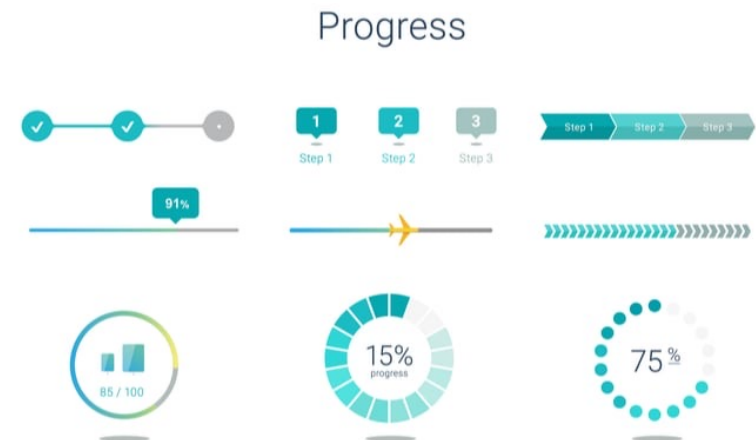 Progress
1
2
3
Step 1
Step 2
Step 3
Step 1
Step 2
Step 3
91%
85 / 100
15%
progress
75 %